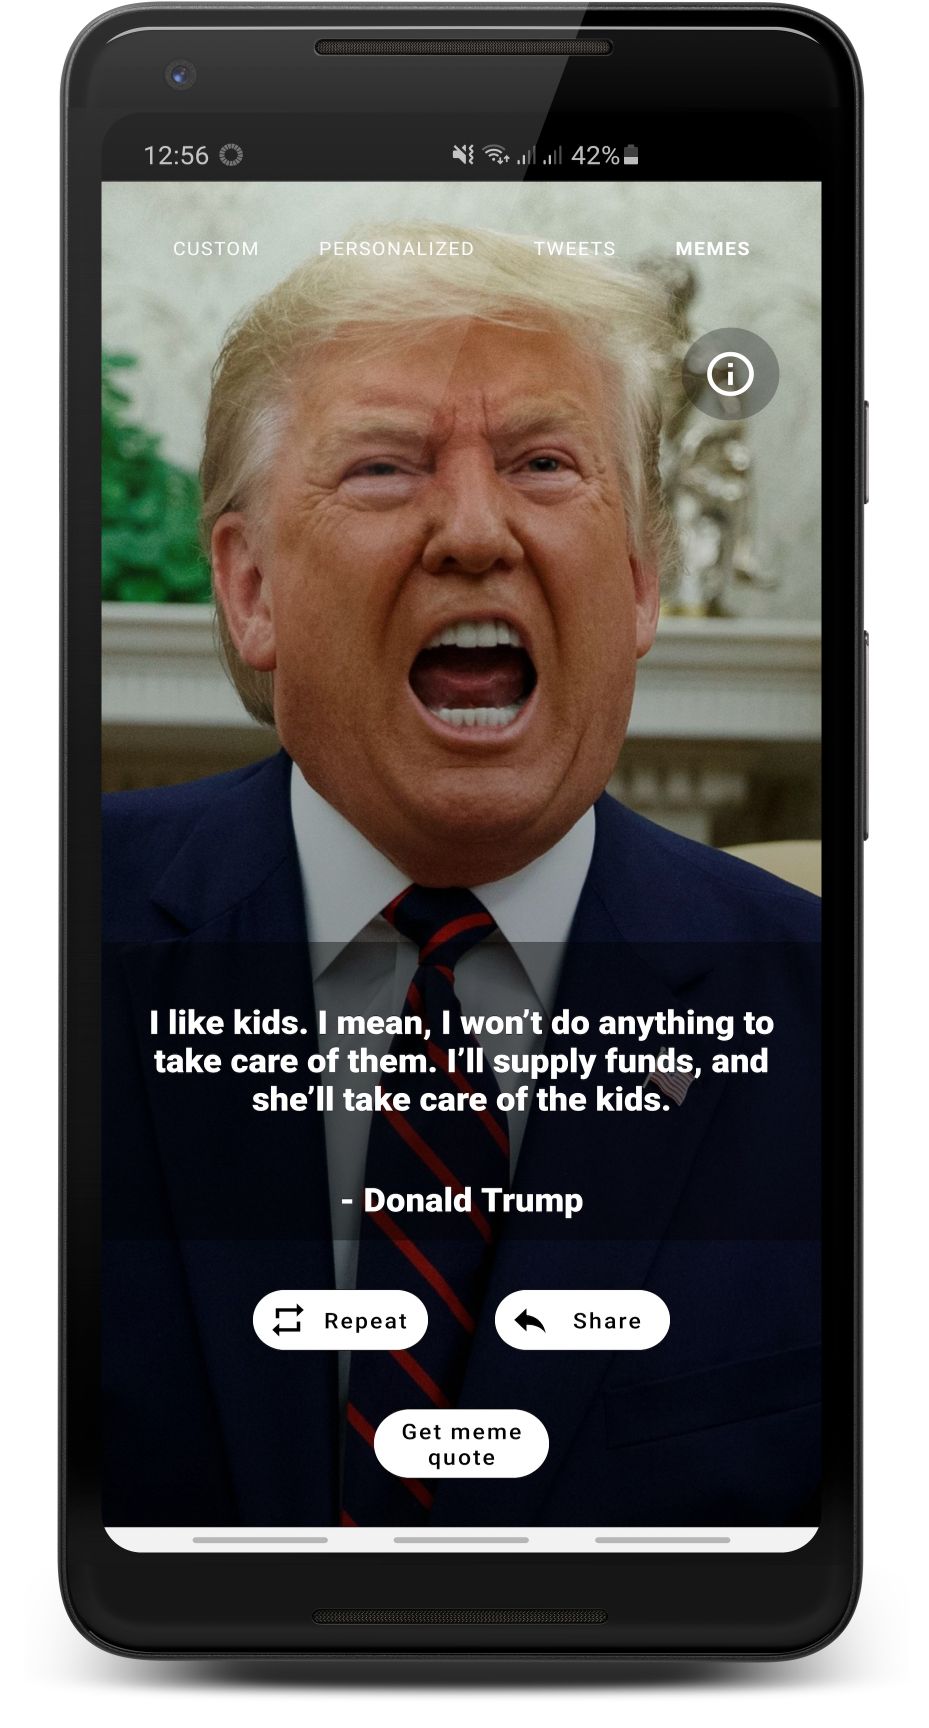 12:56 42%
CUSTOM PERSONALIZED TWEETS MEMES
I like kids. I mean, I won’t do anything to
take care of them. I’ll supply funds, and
she’ll take care of the kids.
- Donald Trump
Repeat Share
Get meme
quote